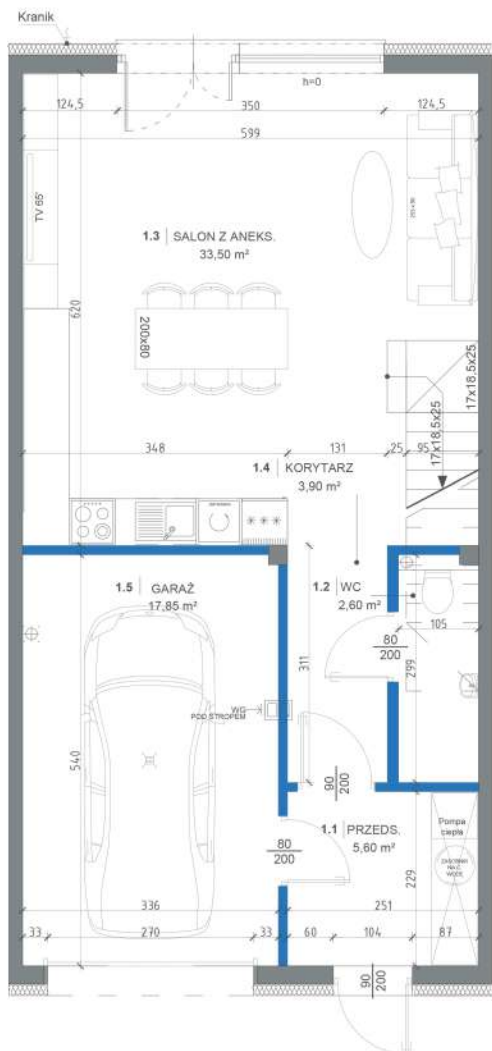 Kranik
h=0
124,5
350
124,5
599
TV 65'
1.3 | SALON Z ANEKS.
33,50 m²
620
200x80
17x18,5x25
17x18,5x25
348
131
25
95
1.4 | KORYTARZ
3,90 m²
1.5 | GARAŻ
17,85 m²
1.2 | WC
2,60 m²
105
80
200
311
299
WG
POD STROPEM
540
90
200
1.1 | PRZEDS.
5,60 m²
Pompa
ciepła
80
200
229
336
251
33
270
33
60
104
87
90
200